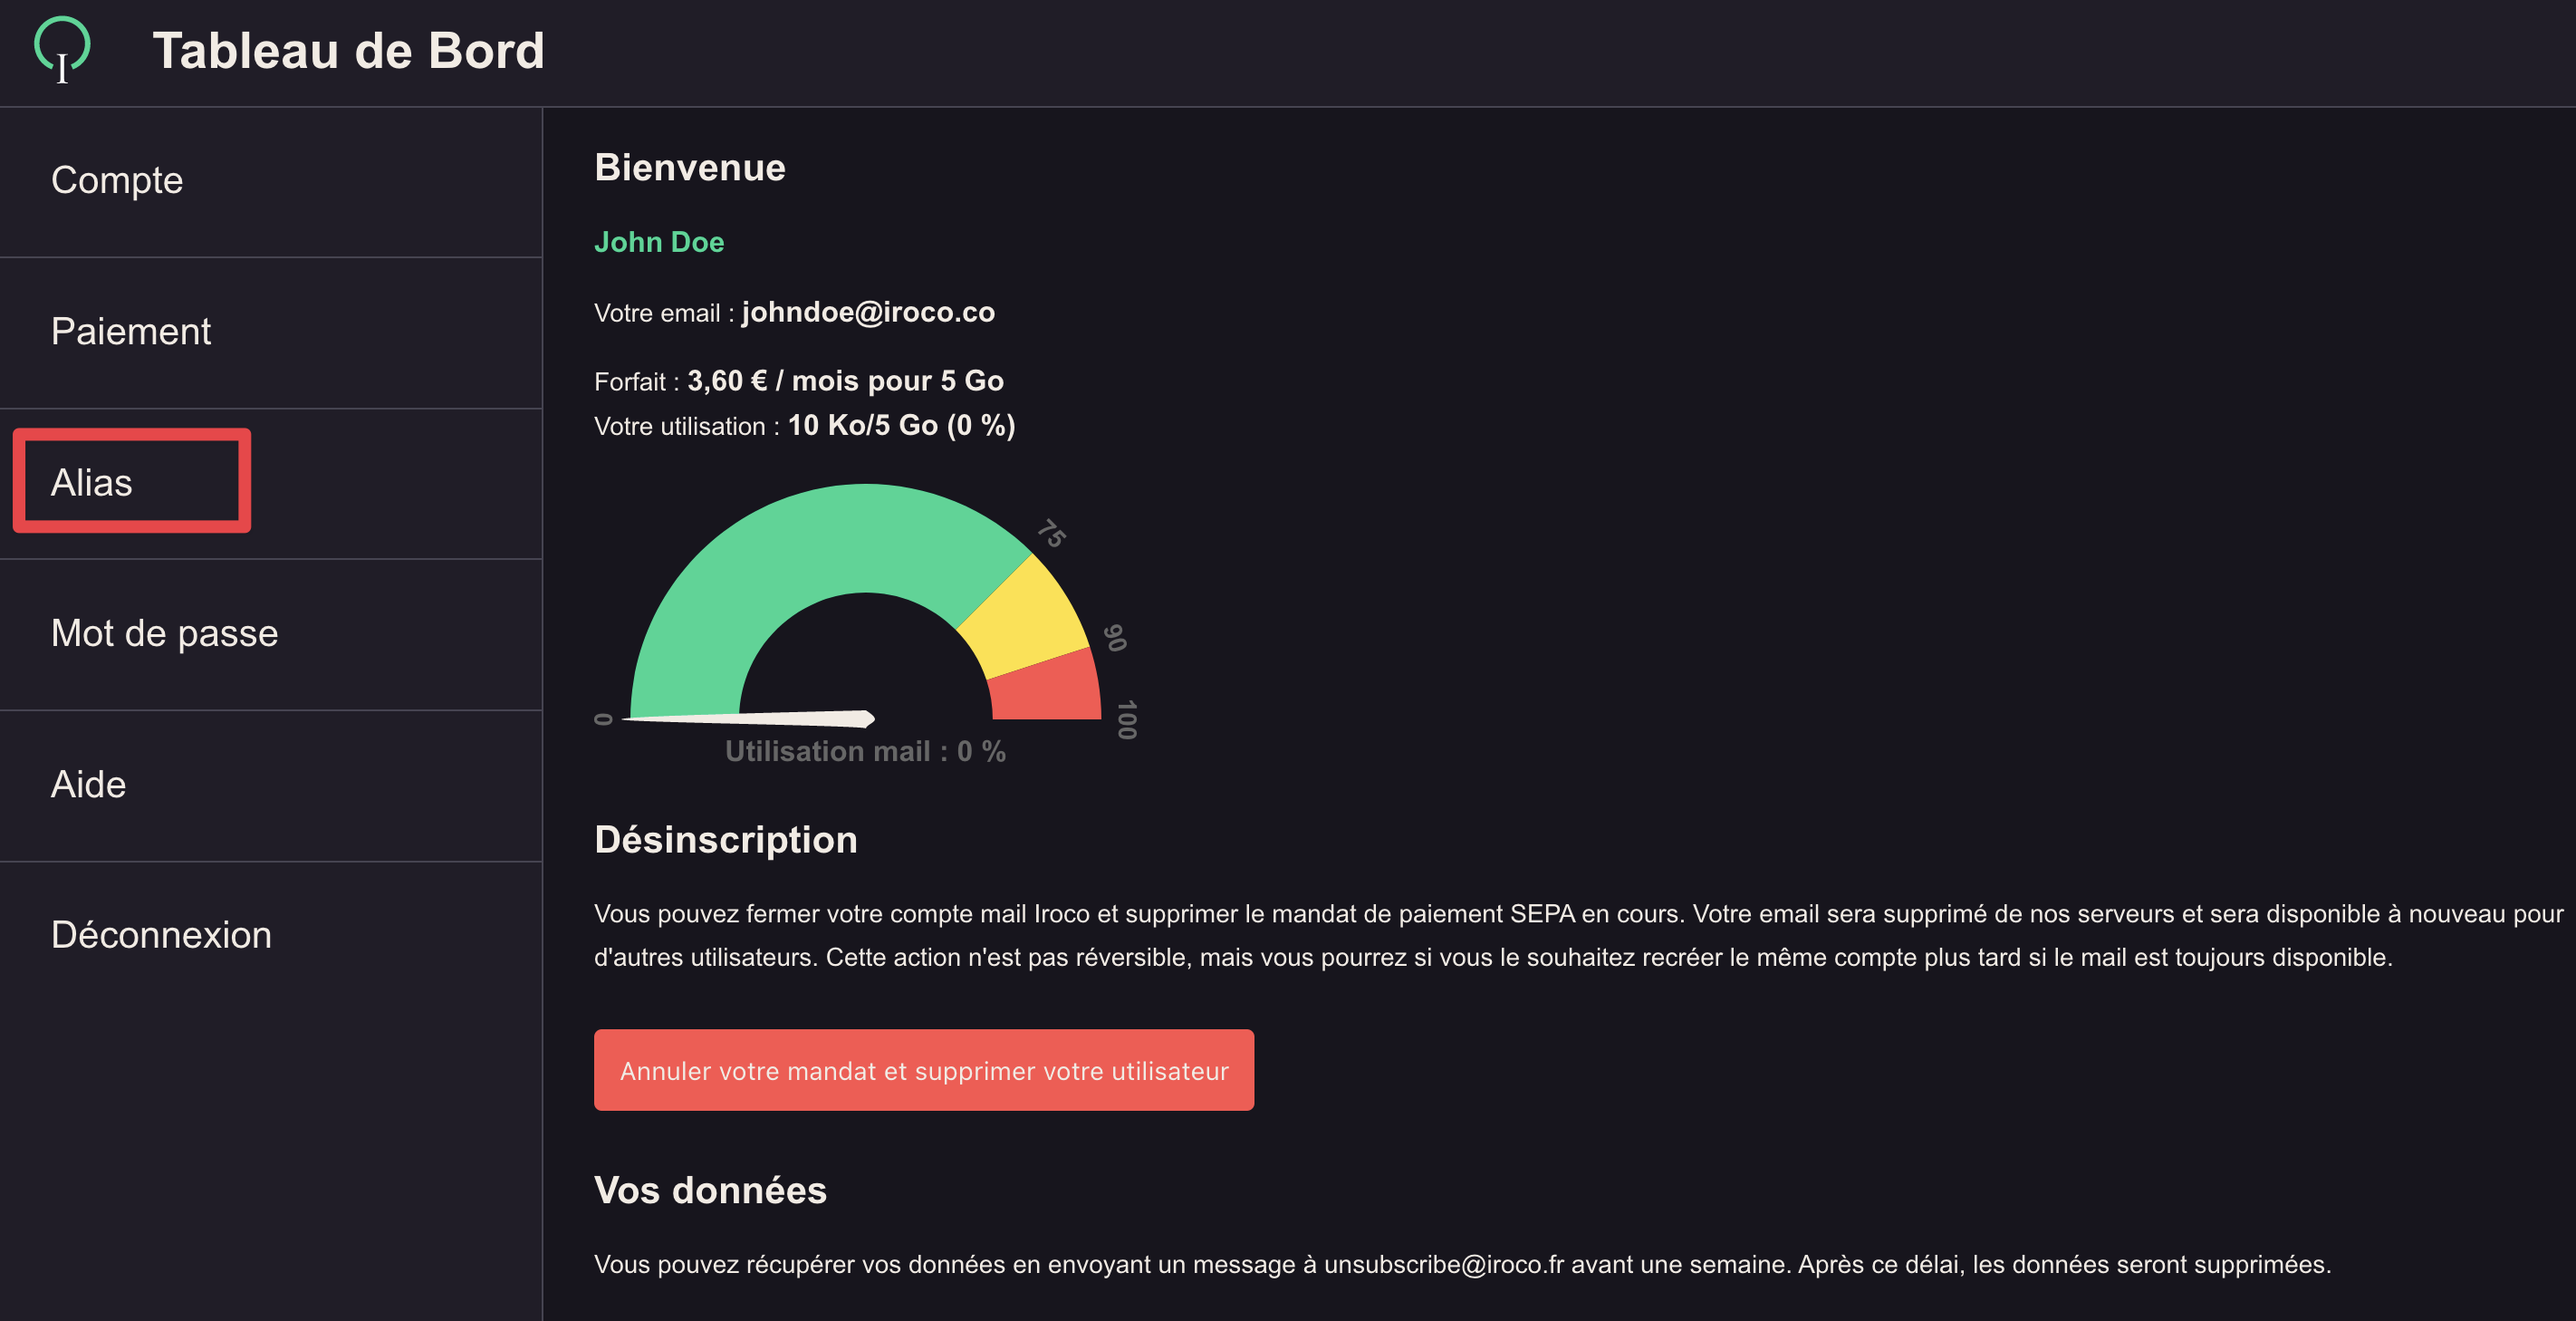 Tableau de Bord
Compte
Paiement
Alias
Mot de passe
Aide
Déconnexion
Bienvenue
John Doe
Votre email : johndoe@iroco.co
Forfait : 3,60 € / mois pour 5 Go
Votre utilisation : 10 Ko/5 Go (0 %)
0
75
90
100
Utilisation mail : 0 %
Désinscription
Vous pouvez fermer votre compte mail Iroco et supprimer le mandat de paiement SEPA en cours. Votre email sera supprimé de nos serveurs et sera disponible à nouveau pour
d'autres utilisateurs. Cette action n'est pas réversible, mais vous pourrez si vous le souhaitez recréer le même compte plus tard si le mail est toujours disponible.
Annuler votre mandat et supprimer votre utilisateur
Vos données
Vous pouvez récupérer vos données en envoyant un message à unsubscribe@iroco.fr avant une semaine. Après ce délai, les données seront supprimées.